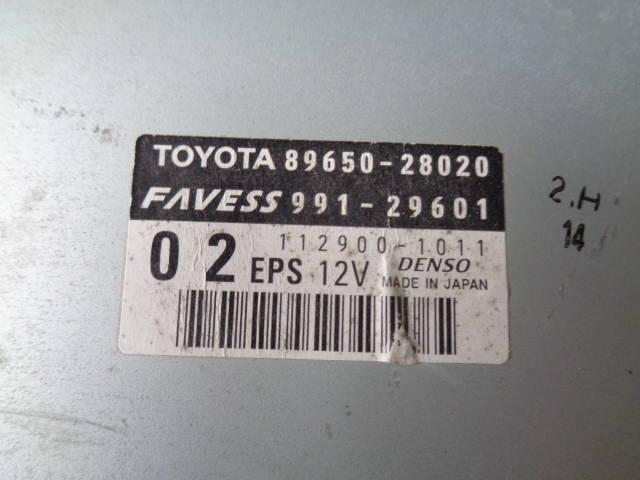 TOYOTA 89650-28020
FAVESS 991-29601
112900-1011
02 EPS 12V DENSO
MADE IN JAPAN
2.H
14